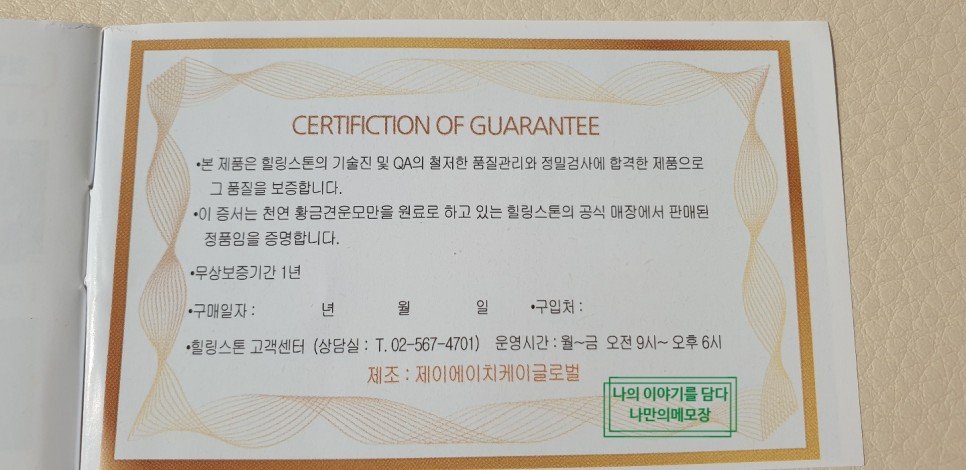 CERTIFICTION OF GUARANTEE
•본 제품은 힐링스톤의 기술진 및 QA의 철저한 품질관리와 정밀검사에 합격한 제품으로
그 품질을 보증합니다.
•이 증서는 천연 황금견운모만을 원료로 하고 있는 힐링스톤의 공식 매장에서 판매된
정품임을 증명합니다.
•무상보증기간 1년
•구매일자 : 년 월 일 •구입처 :
•힐링스톤 고객센터 (상담실 : T. 02-567-4701) 운영시간 : 월~금 오전 9시~ 오후 6시
제조 : 제이에이치케이글로벌
나의 이야기를 담다
나만의메모장